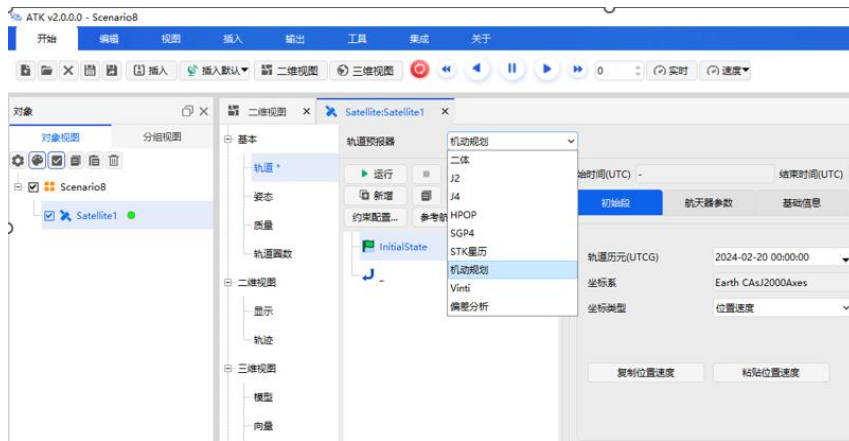 ATK v2.0.0.0 - Scenario8
开始 编辑 视图 插入 输出 工具 集成 关于
插入 插入默认 二维视图 三维视图 0 实时 速度
对象
对象视图 分组视图
Scenario8
Satellite1
二维视图 Satellite:Satellite1
基本
轨道 *
姿态
质量
轨道圈数
二维视图
显示
轨迹
三维视图
模型
向量
轨道预报器 机动规划
运行
新增
约束配置... 参考
InitialState
-
二体
J2
J4
HPOP
SGP4
STK星历
机动规划
Vinti
偏差分析
时间(UTC) - 结束时间(UTC)
初始段 航天器参数 基础信息
轨道历元(UTCG) 2024-02-20 00:00:00
坐标系 Earth CAsJ2000Axes
坐标类型 位置速度
复制位置速度 粘贴位置速度